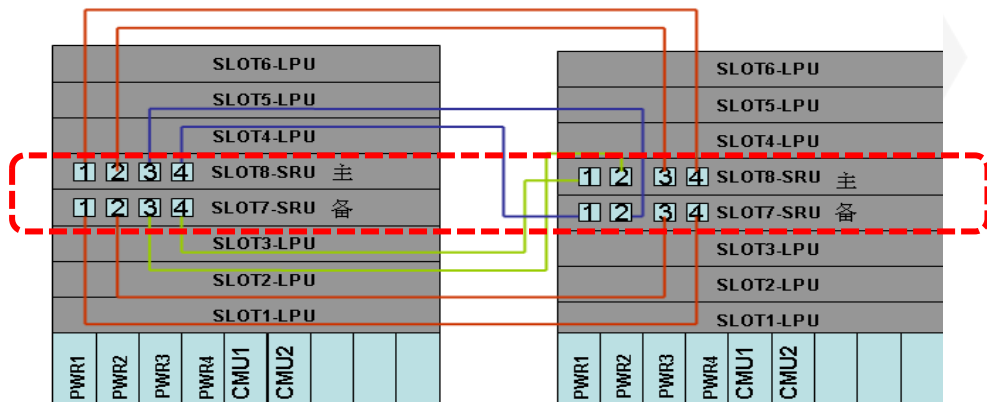 SLOT6-LPU
SLOT5-LPU
SLOT4-LPU
1 2 3 4 SLOT8-SRU 主
1 2 3 4 SLOT7-SRU 备
SLOT3-LPU
SLOT2-LPU
SLOT1-LPU
PWR1 PWR2 PWR3 PWR4 CMU1 CMU2
SLOT6-LPU
SLOT5-LPU
SLOT4-LPU
1 2 3 4 SLOT8-SRU 主
1 2 3 4 SLOT7-SRU 备
SLOT3-LPU
SLOT2-LPU
SLOT1-LPU
PWR1 PWR2 PWR3 PWR4 CMU1 CMU2